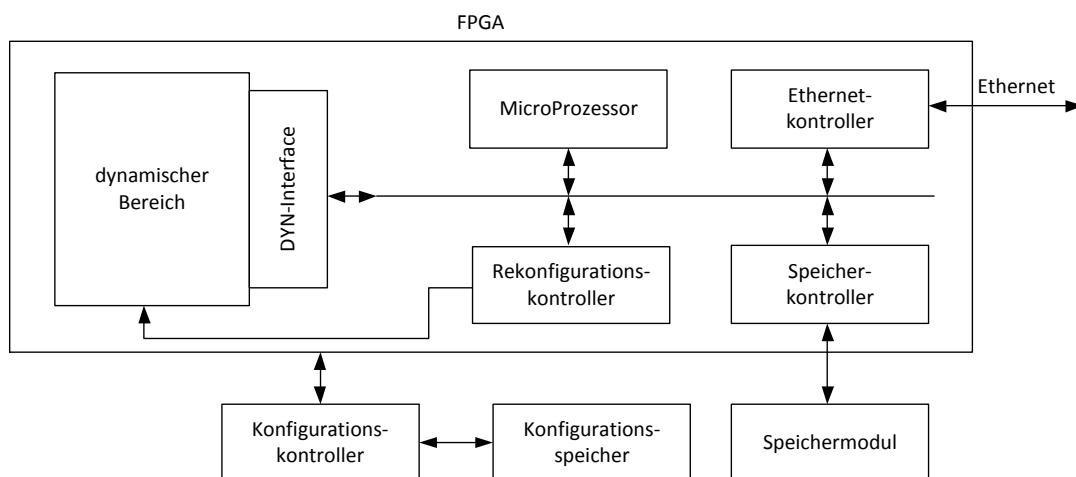 FPGA
dynamischer
Bereich
DYN-Interface
MicroProzessor
Ethernet-
kontroller
Ethernet
Rekonfigurations-
kontroller
Speicher-
kontroller
Konfigurations-
kontroller
Konfigurations-
speicher
Speichermodul